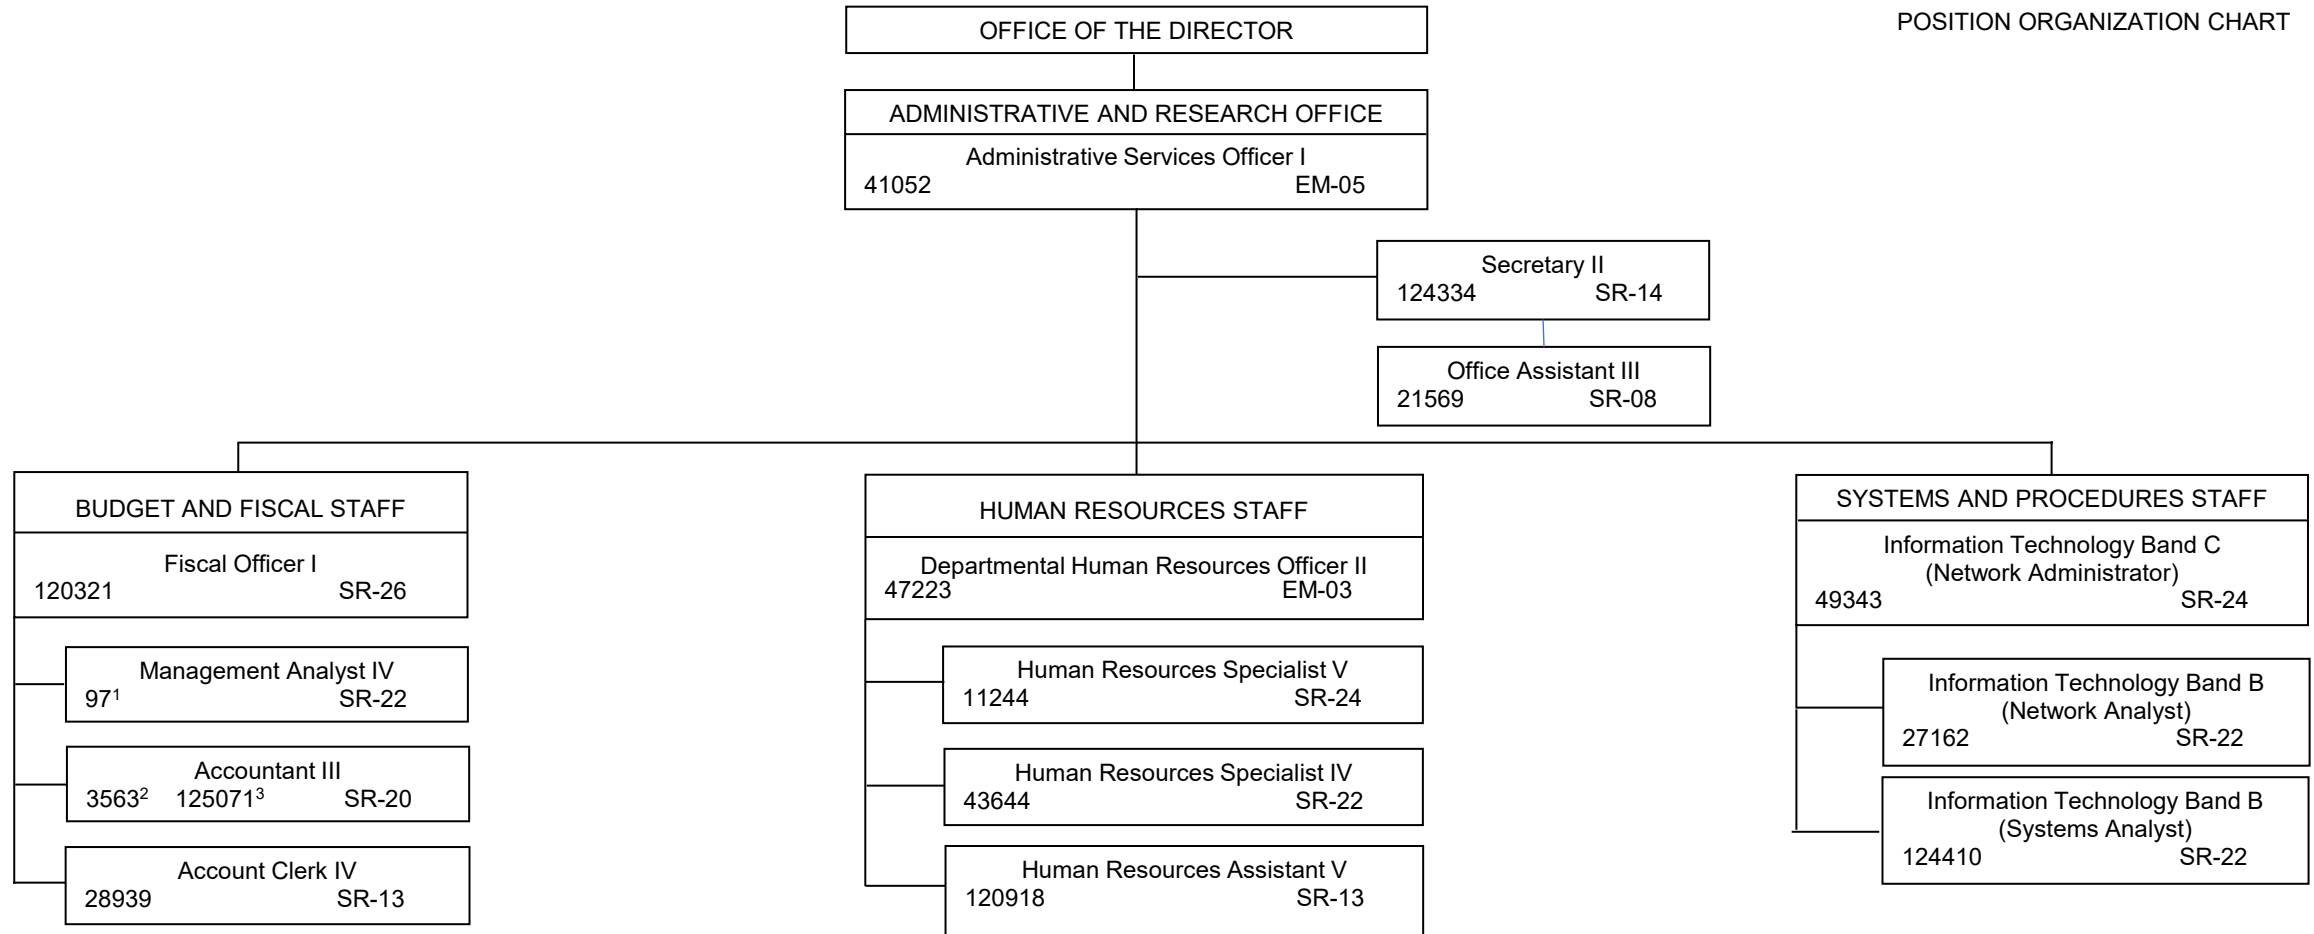 POSITION ORGANIZATION CHART
OFFICE OF THE DIRECTOR
ADMINISTRATIVE AND RESEARCH OFFICE
Administrative Services Officer I
41052 EM-05
Secretary II
124334 SR-14
Office Assistant III
21569 SR-08
BUDGET AND FISCAL STAFF
Fiscal Officer I
120321 SR-26
Management Analyst IV
97¹ SR-22
Accountant III
3563² 125071³ SR-20
Account Clerk IV
28939 SR-13
HUMAN RESOURCES STAFF
Departmental Human Resources Officer II
47223 EM-03
Human Resources Specialist V
11244 SR-24
Human Resources Specialist IV
43644 SR-22
Human Resources Assistant V
120918 SR-13
SYSTEMS AND PROCEDURES STAFF
Information Technology Band C
(Network Administrator)
49343 SR-24
Information Technology Band B
(Network Analyst)
27162 SR-22
Information Technology Band B
(Systems Analyst)
124410 SR-22